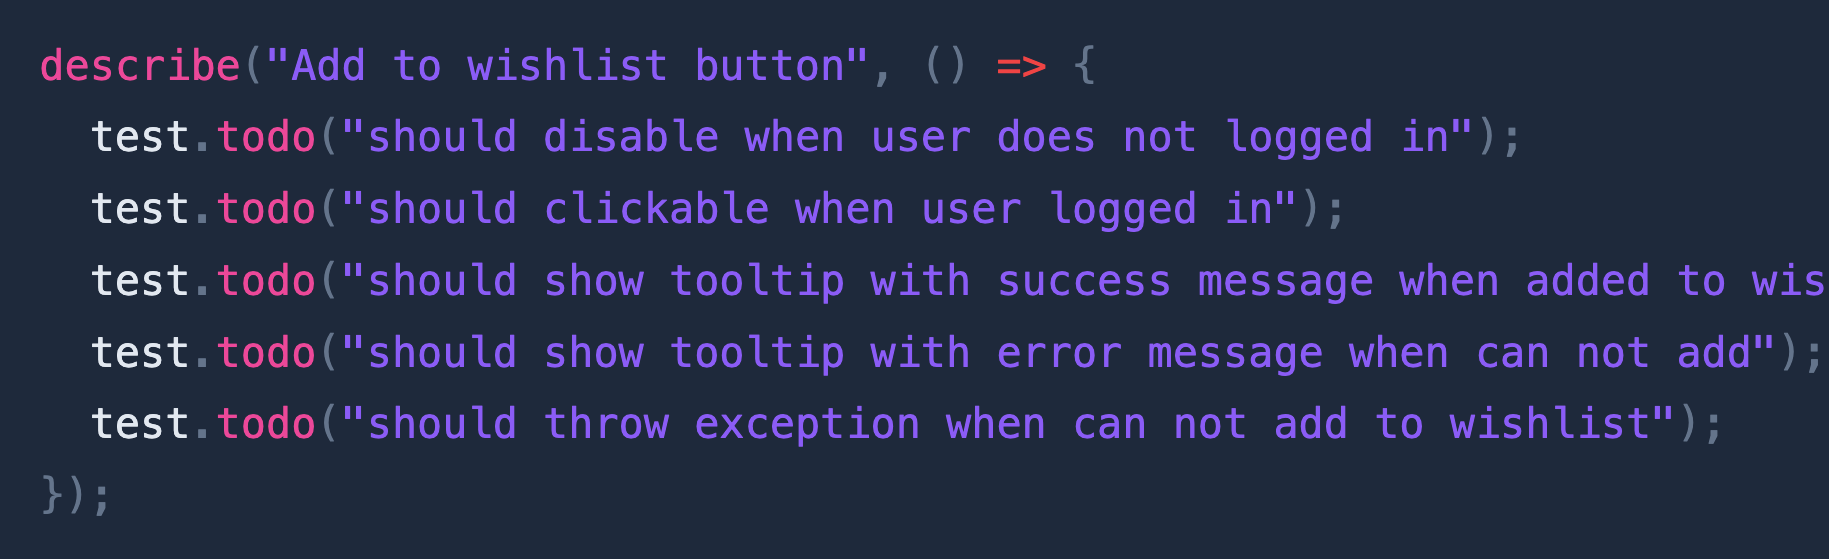 describe("Add to wishlist button", () => {
  test.todo("should disable when user does not logged in");
  test.todo("should clickable when user logged in");
  test.todo("should show tooltip with success message when added to wis
  test.todo("should show tooltip with error message when can not add");
  test.todo("should throw exception when can not add to wishlist");
});